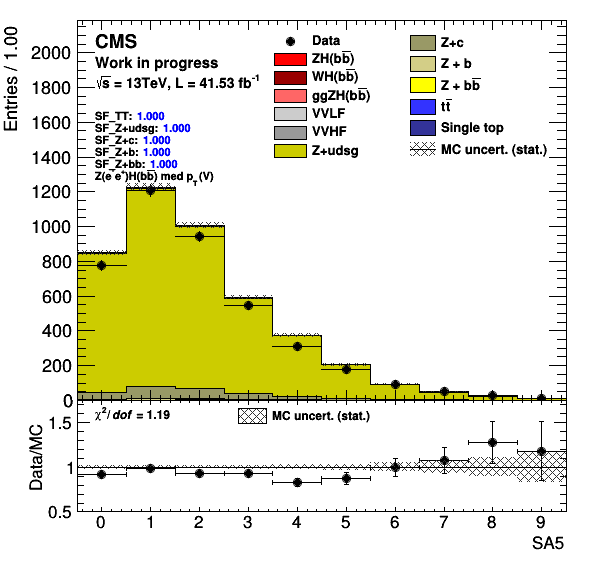 CMS
Work in progress
√s = 13TeV, L = 41.53 fb⁻¹
SF_TT: 1.000
SF_Z+udsg: 1.000
SF_Z+c: 1.000
SF_Z+b: 1.000
SF_Z+bb: 1.000
Z(e⁻e⁺)H(bb̅) med p_T(V)
Data
ZH(bb̅)
WH(bb̅)
ggZH(bb̅)
VVLF
VVHF
Z+udsg
Z+c
Z + b
Z + bb̅
tt̅
Single top
MC uncert. (stat.)
Entries / 1.00
2000
1800
1600
1400
1200
1000
800
600
400
200
0
χ²/dof = 1.19
MC uncert. (stat.)
Data/MC
1.5
1
0.5
0 1 2 3 4 5 6 7 8 9
SA5